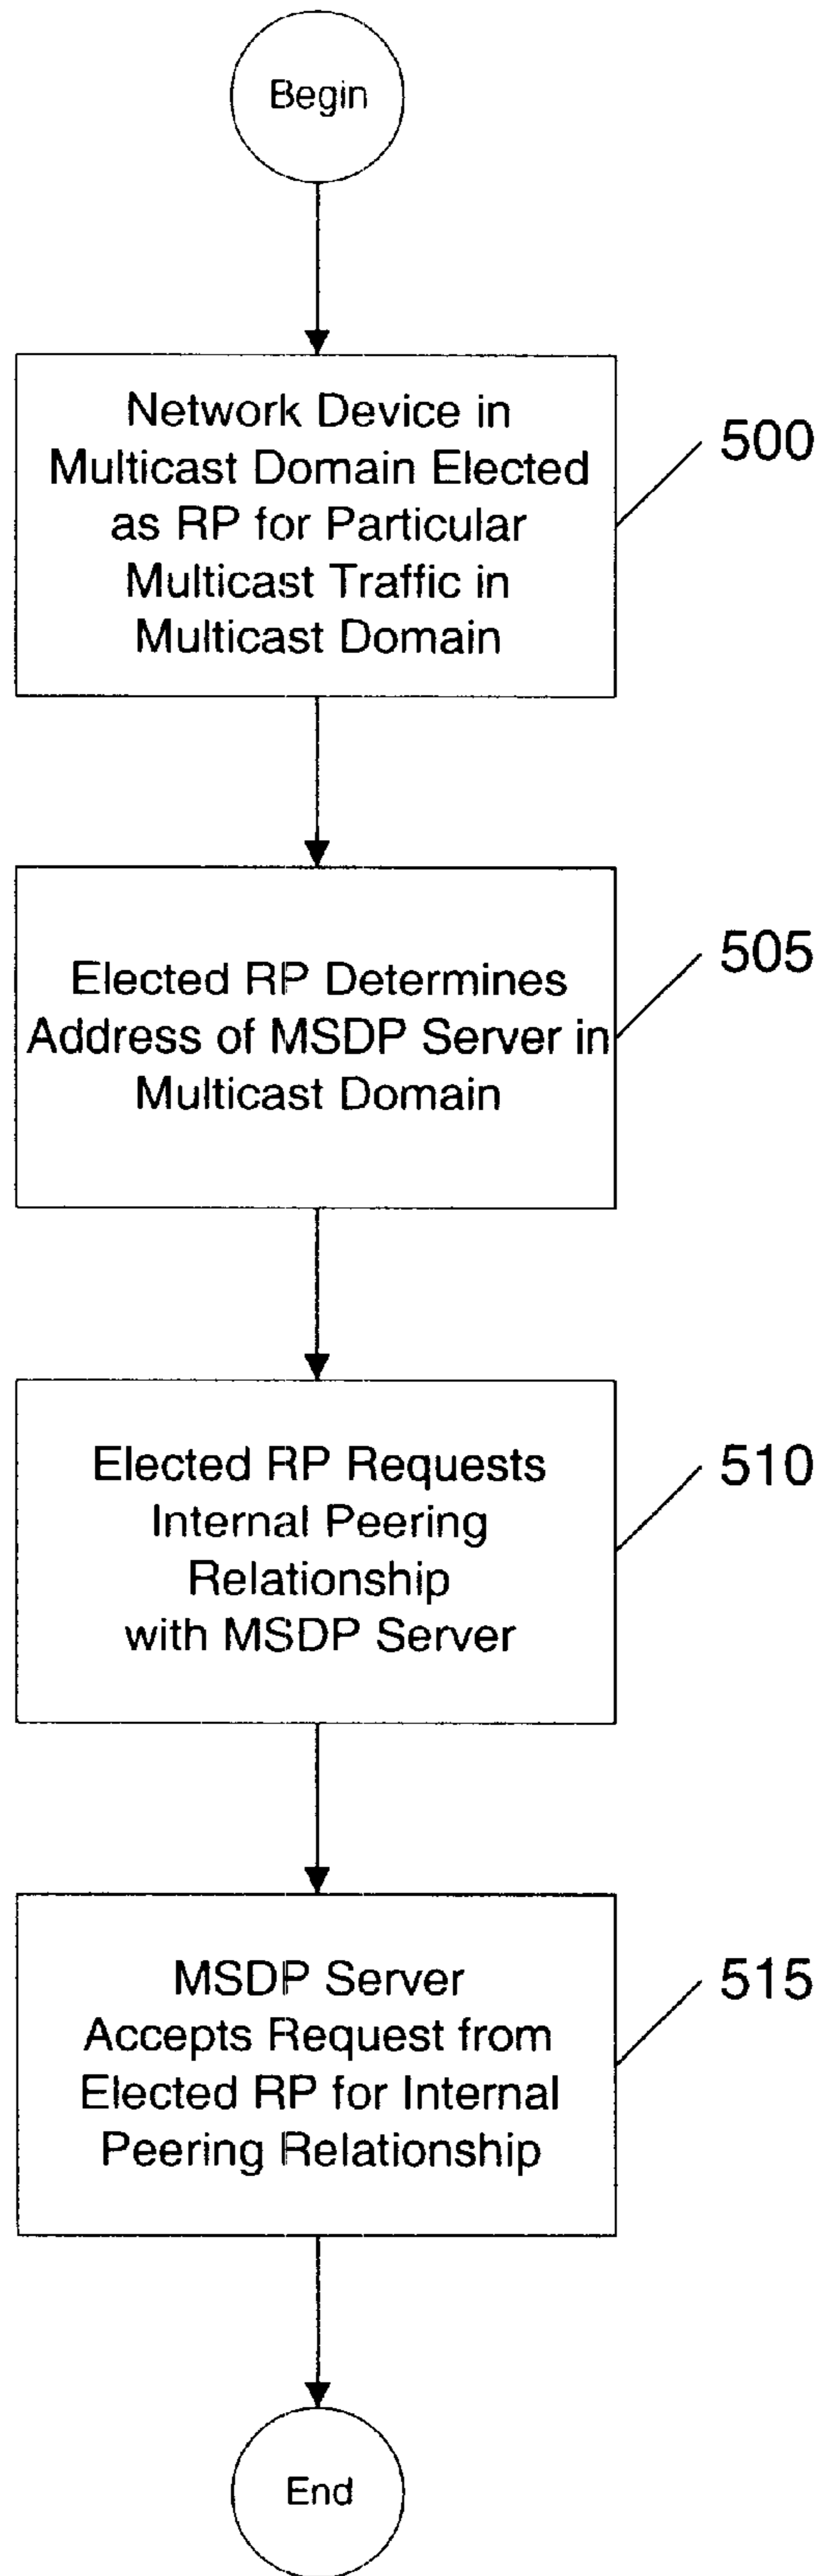 Begin
Network Device in
Multicast Domain Elected
as RP for Particular
Multicast Traffic in
Multicast Domain
500
Elected RP Determines
Address of MSDP Server in
Multicast Domain
505
Elected RP Requests
Internal Peering
Relationship
with MSDP Server
510
MSDP Server
Accepts Request from
Elected RP for Internal
Peering Relationship
515
End